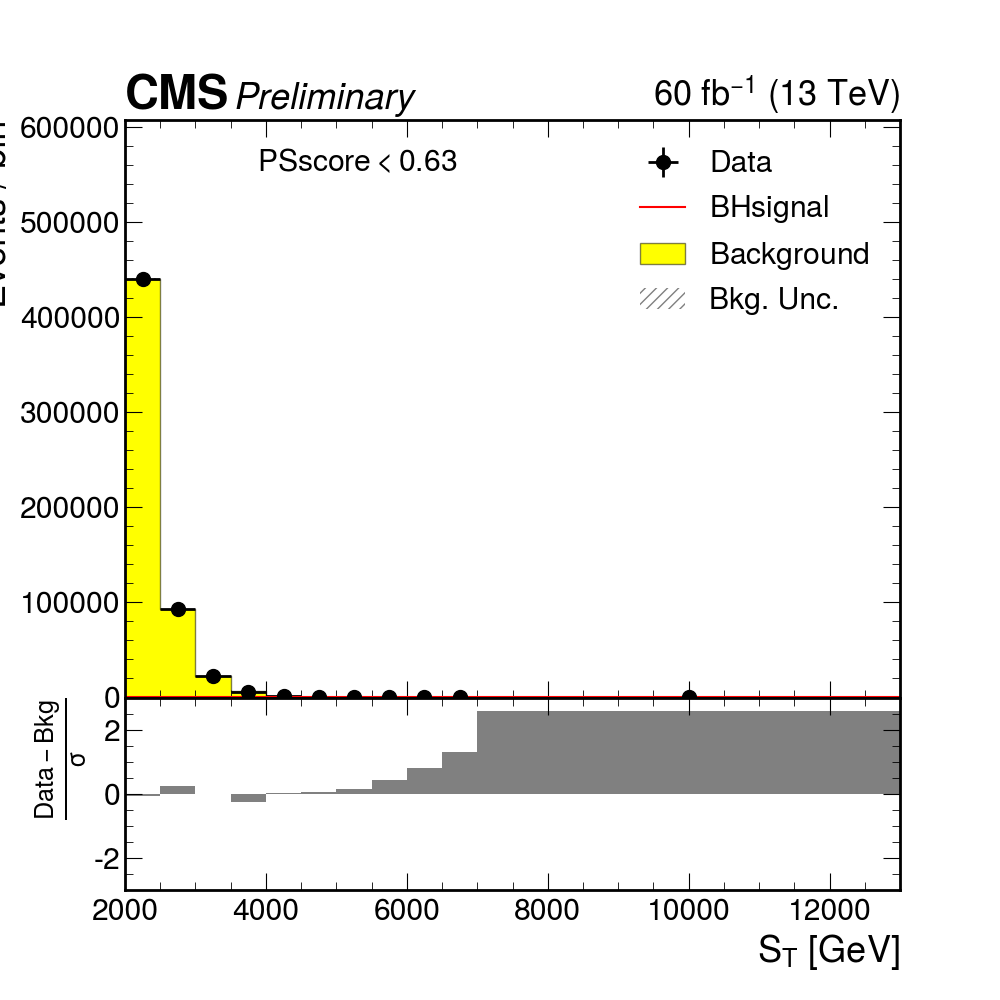 CMS Preliminary 60 fb⁻¹ (13 TeV)
PSscore < 0.63
Data
BHsignal
Background
Bkg. Unc.
600000
500000
400000
300000
200000
100000
0
Data – Bkg
σ
2
0
-2
2000 4000 6000 8000 10000 12000
S_T [GeV]